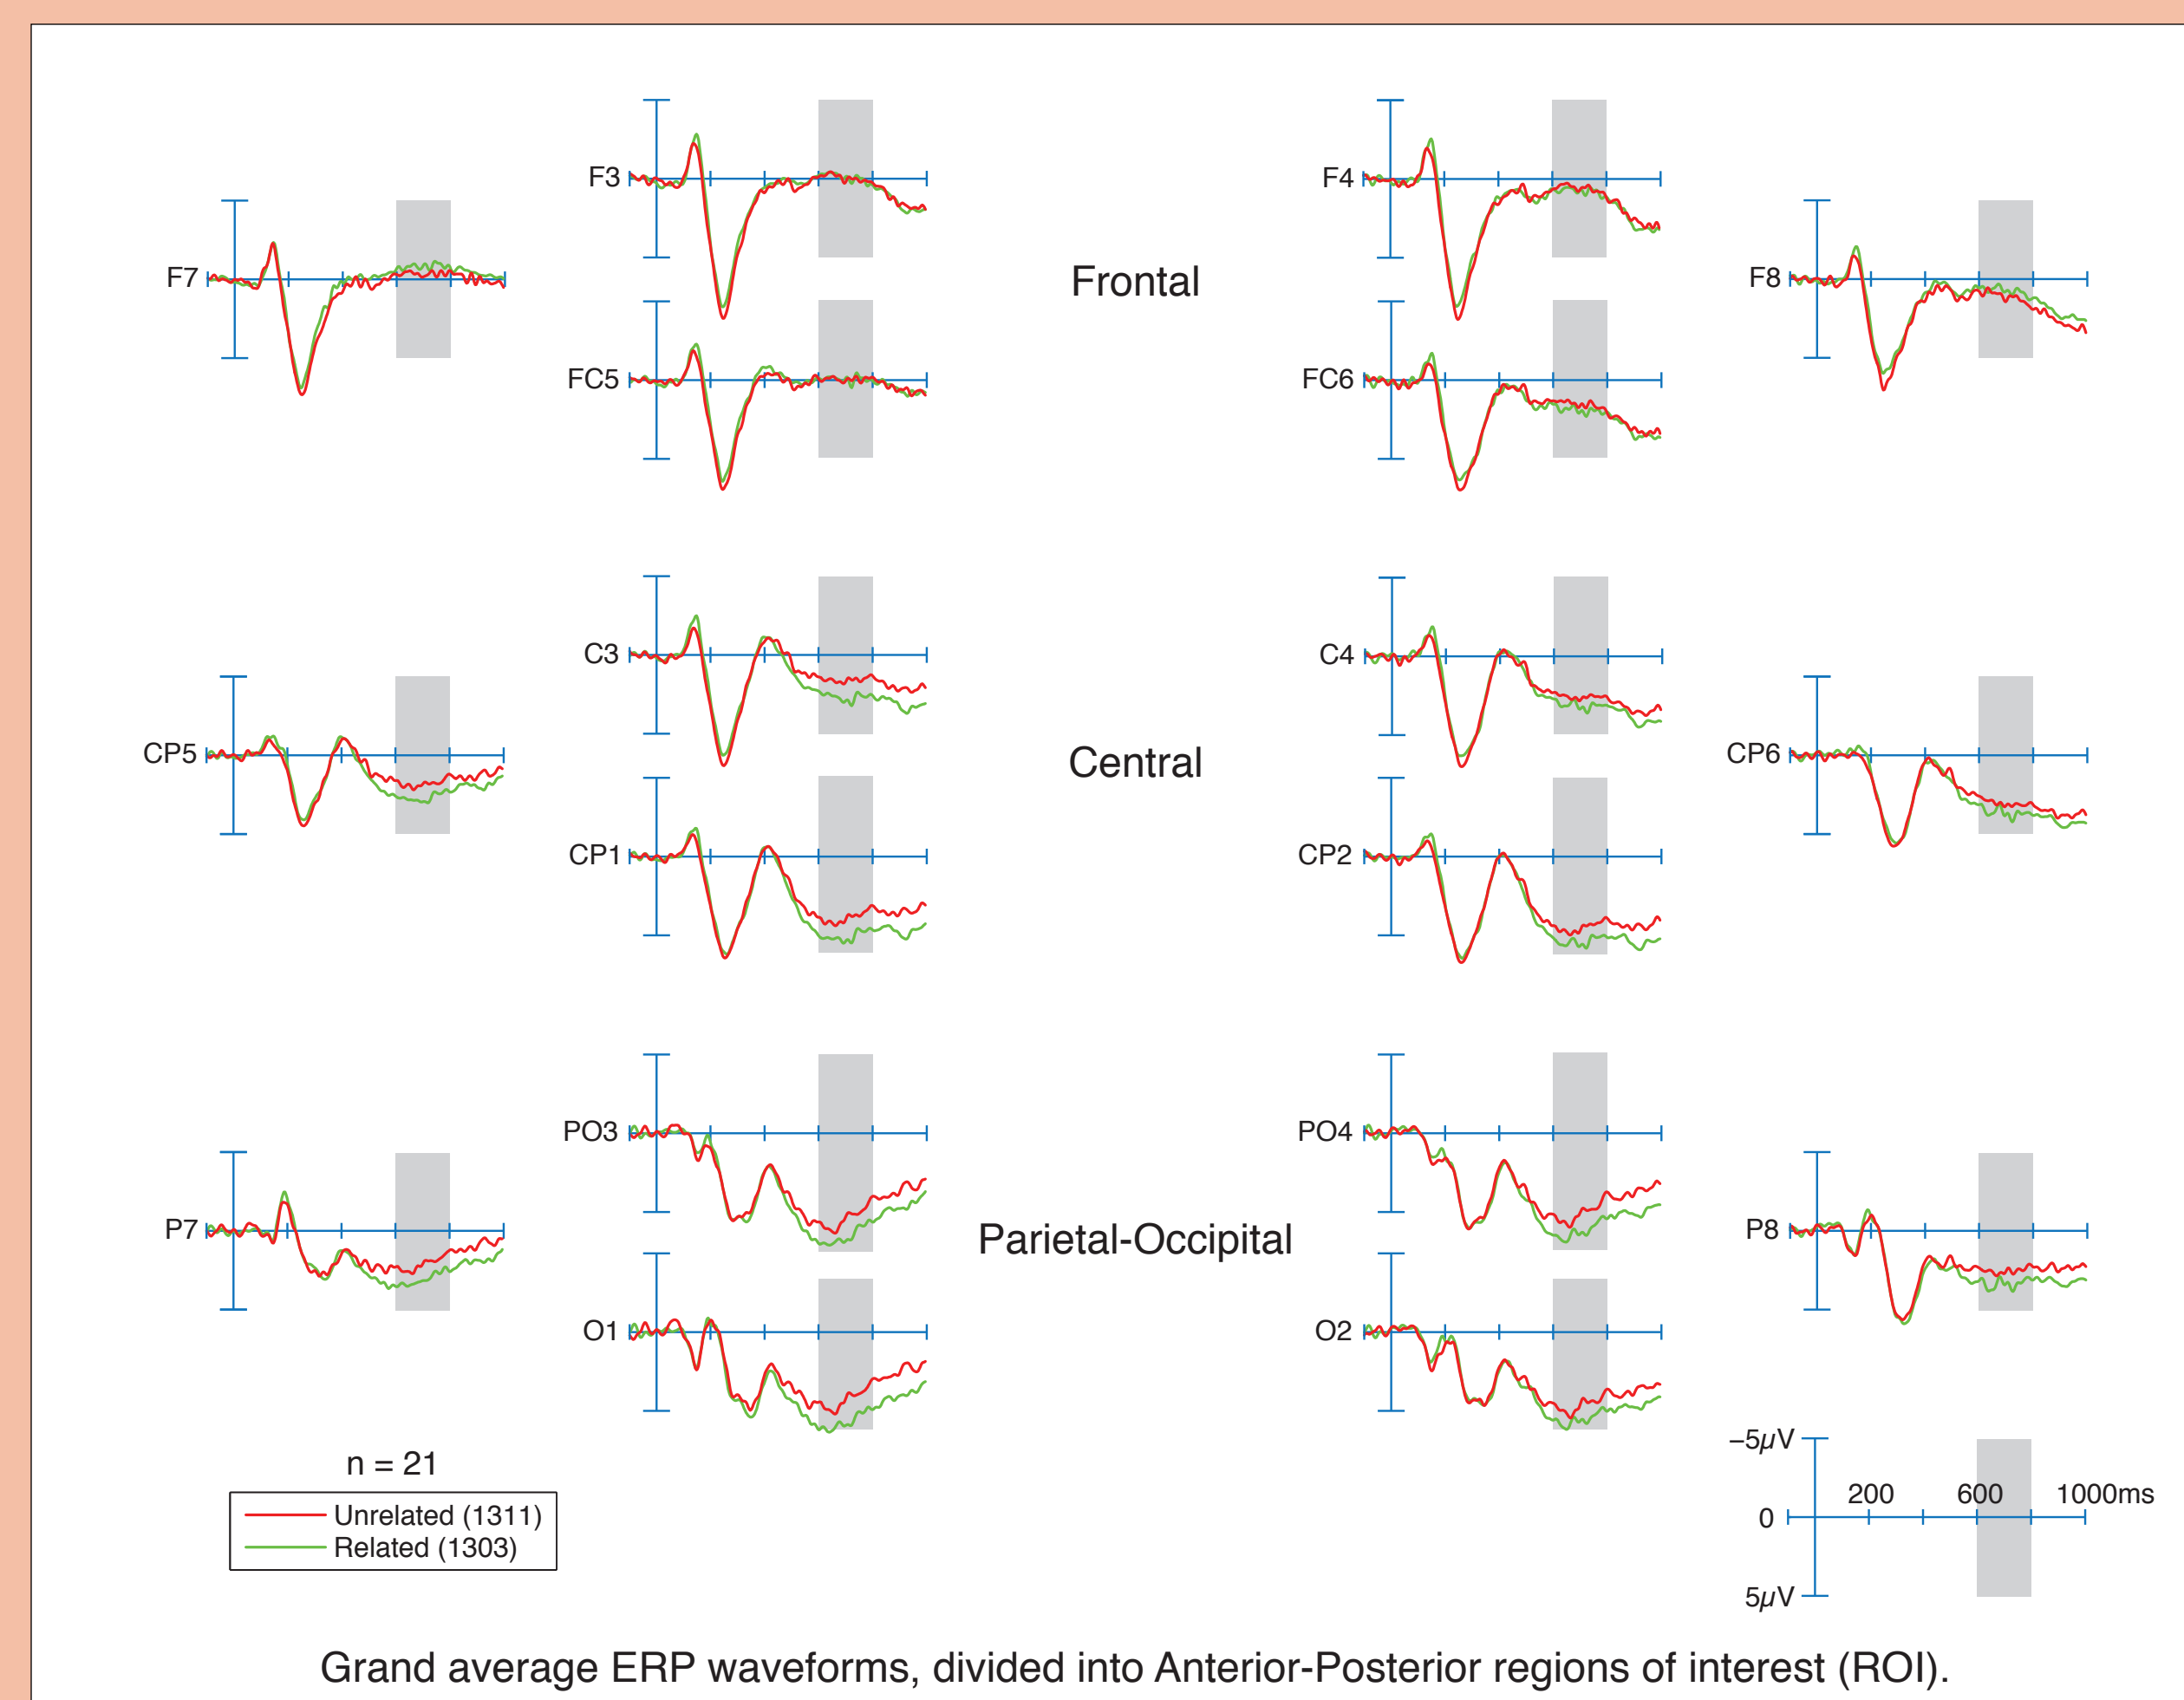 F3
F4
F7
Frontal
F8
FC5
FC6
C3
C4
CP5
Central
CP6
CP1
CP2
PO3
PO4
P7
Parietal-Occipital
P8
O1
O2
n = 21
Unrelated (1311)
Related (1303)
−5μV
200 600 1000ms
0
5μV
Grand average ERP waveforms, divided into Anterior-Posterior regions of interest (ROI).